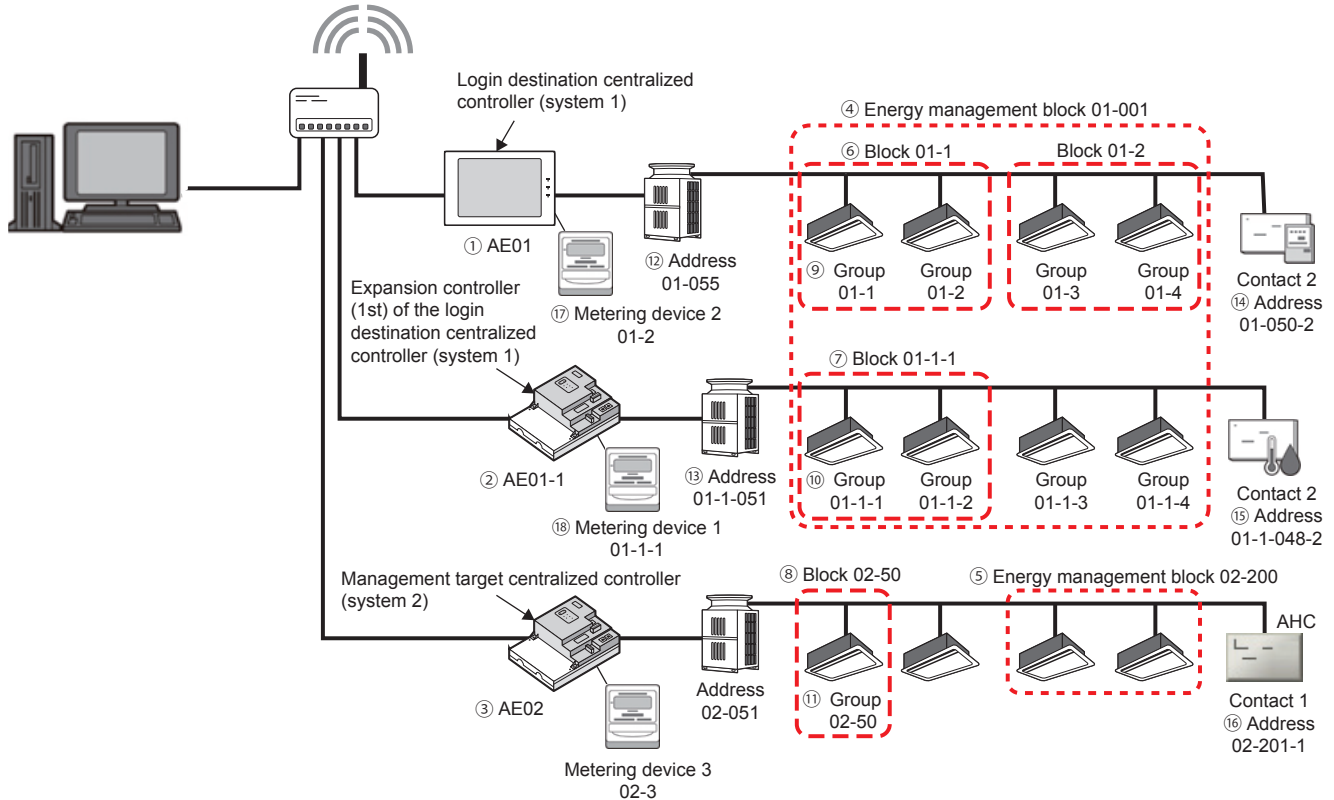 Login destination centralized
controller (system 1)
④ Energy management block 01-001
⑥ Block 01-1
Block 01-2
① AE01
⑫ Address
01-055
⑨ Group
01-1
Group
01-2
Group
01-3
Group
01-4
Contact 2
⑭ Address
01-050-2
Expansion controller
(1st) of the login
destination centralized
controller (system 1)
⑰ Metering device 2
01-2
⑦ Block 01-1-1
② AE01-1
⑬ Address
01-1-051
⑩ Group
01-1-1
Group
01-1-2
Group
01-1-3
Group
01-1-4
Contact 2
⑮ Address
01-1-048-2
⑱ Metering device 1
01-1-1
Management target centralized controller
(system 2)
⑧ Block 02-50
⑤ Energy management block 02-200
AHC
③ AE02
Address
02-051
⑪ Group
02-50
Contact 1
⑯ Address
02-201-1
Metering device 3
02-3